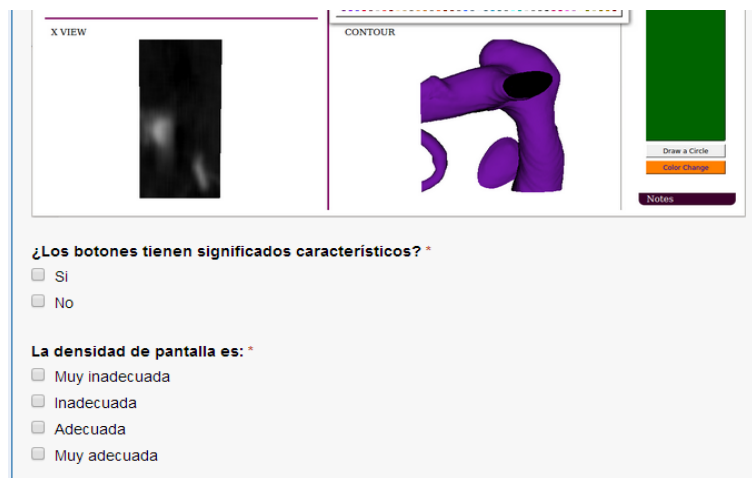 X VIEW
CONTOUR
Draw a Circle
Color Change
Notes
¿Los botones tienen significados característicos? *
Si
No
La densidad de pantalla es: *
Muy inadecuada
Inadecuada
Adecuada
Muy adecuada